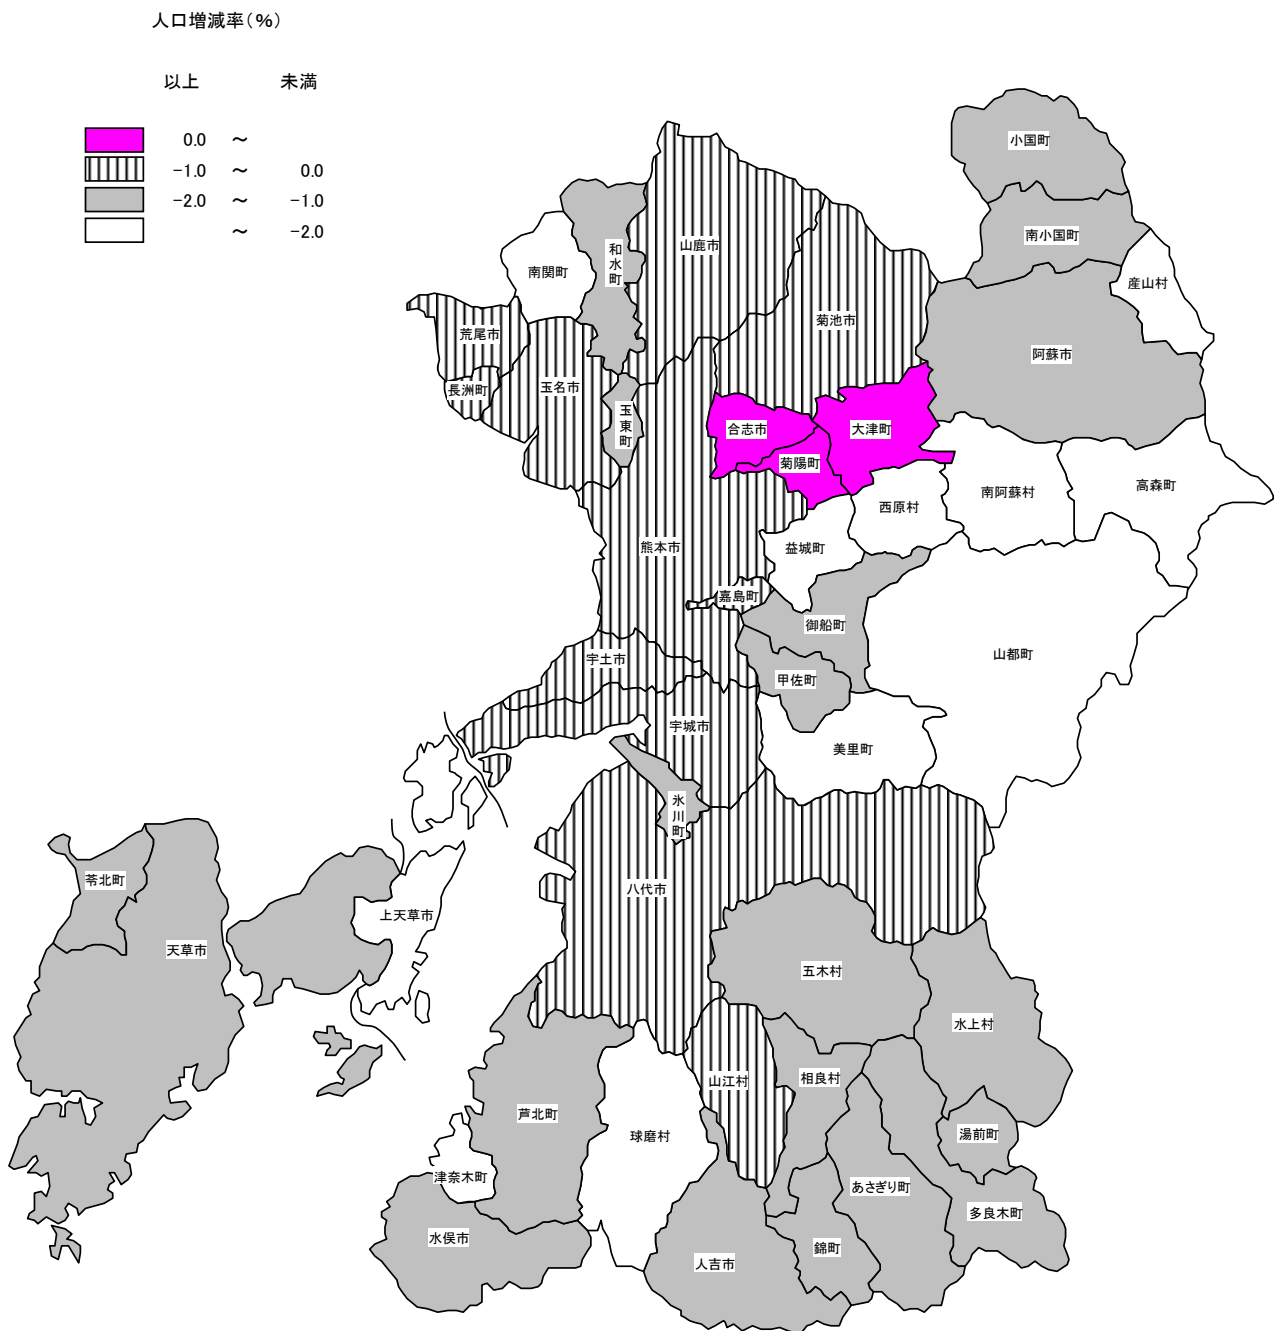 人口増減率(%)
以上 未満
0.0 ～
-1.0 ～ 0.0
-2.0 ～ -1.0
～ -2.0
小国町
南小国町
産山村
山鹿市
和水町
南関町
菊池市
荒尾市
阿蘇市
長洲町
玉名市
玉東町
合志市
大津町
菊陽町
南阿蘇村
高森町
西原村
熊本市
益城町
嘉島町
御船町
山都町
宇土市
甲佐町
宇城市
美里町
氷川町
苓北町
八代市
上天草市
天草市
五木村
水上村
山江村
相良村
芦北町
球磨村
湯前町
津奈木町
あさぎり町
多良木町
水俣市
錦町
人吉市